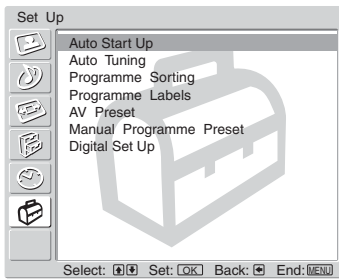 Set Up
Auto Start Up
Auto Tuning
Programme Sorting
Programme Labels
AV Preset
Manual Programme Preset
Digital Set Up
Select: Set: OK Back: End: MENU